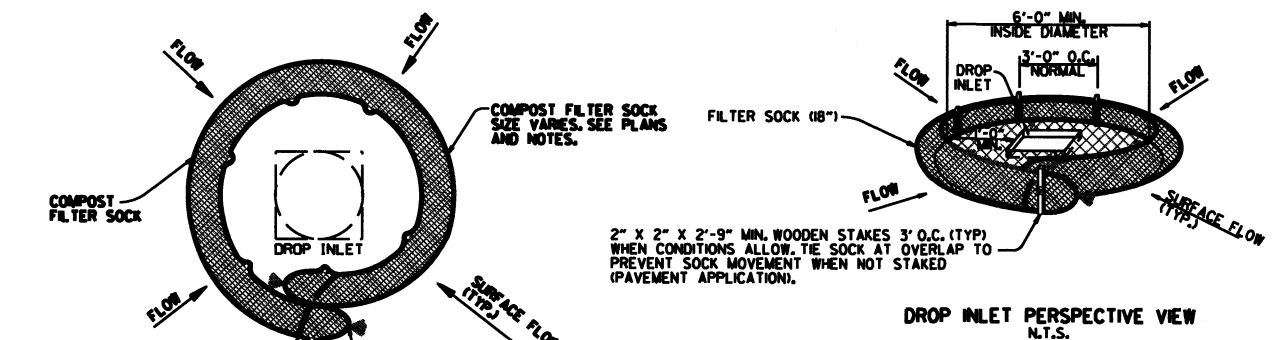 FLOW
FLOW
COMPOST FILTER SOCK
SIZE VARIES. SEE PLANS
AND NOTES.
COMPOST
FILTER SOCK
DROP INLET
FLOW
SURFACE
(TYP.)
6'-0" MIN.
INSIDE DIAMETER
3'-0" O.C.
NORMAL
DROP
INLET
FLOW
FLOW
FILTER SOCK (18")
MIN.
FLOW
SURFACE FLOW
(TYP.)
2" X 2" X 2'-9" MIN. WOODEN STAKES 3' O.C. (TYP)
WHEN CONDITIONS ALLOW. TIE SOCK AT OVERLAP TO
PREVENT SOCK MOVEMENT WHEN NOT STAKED
(PAVEMENT APPLICATION).
DROP INLET PERSPECTIVE VIEW
N.T.S.